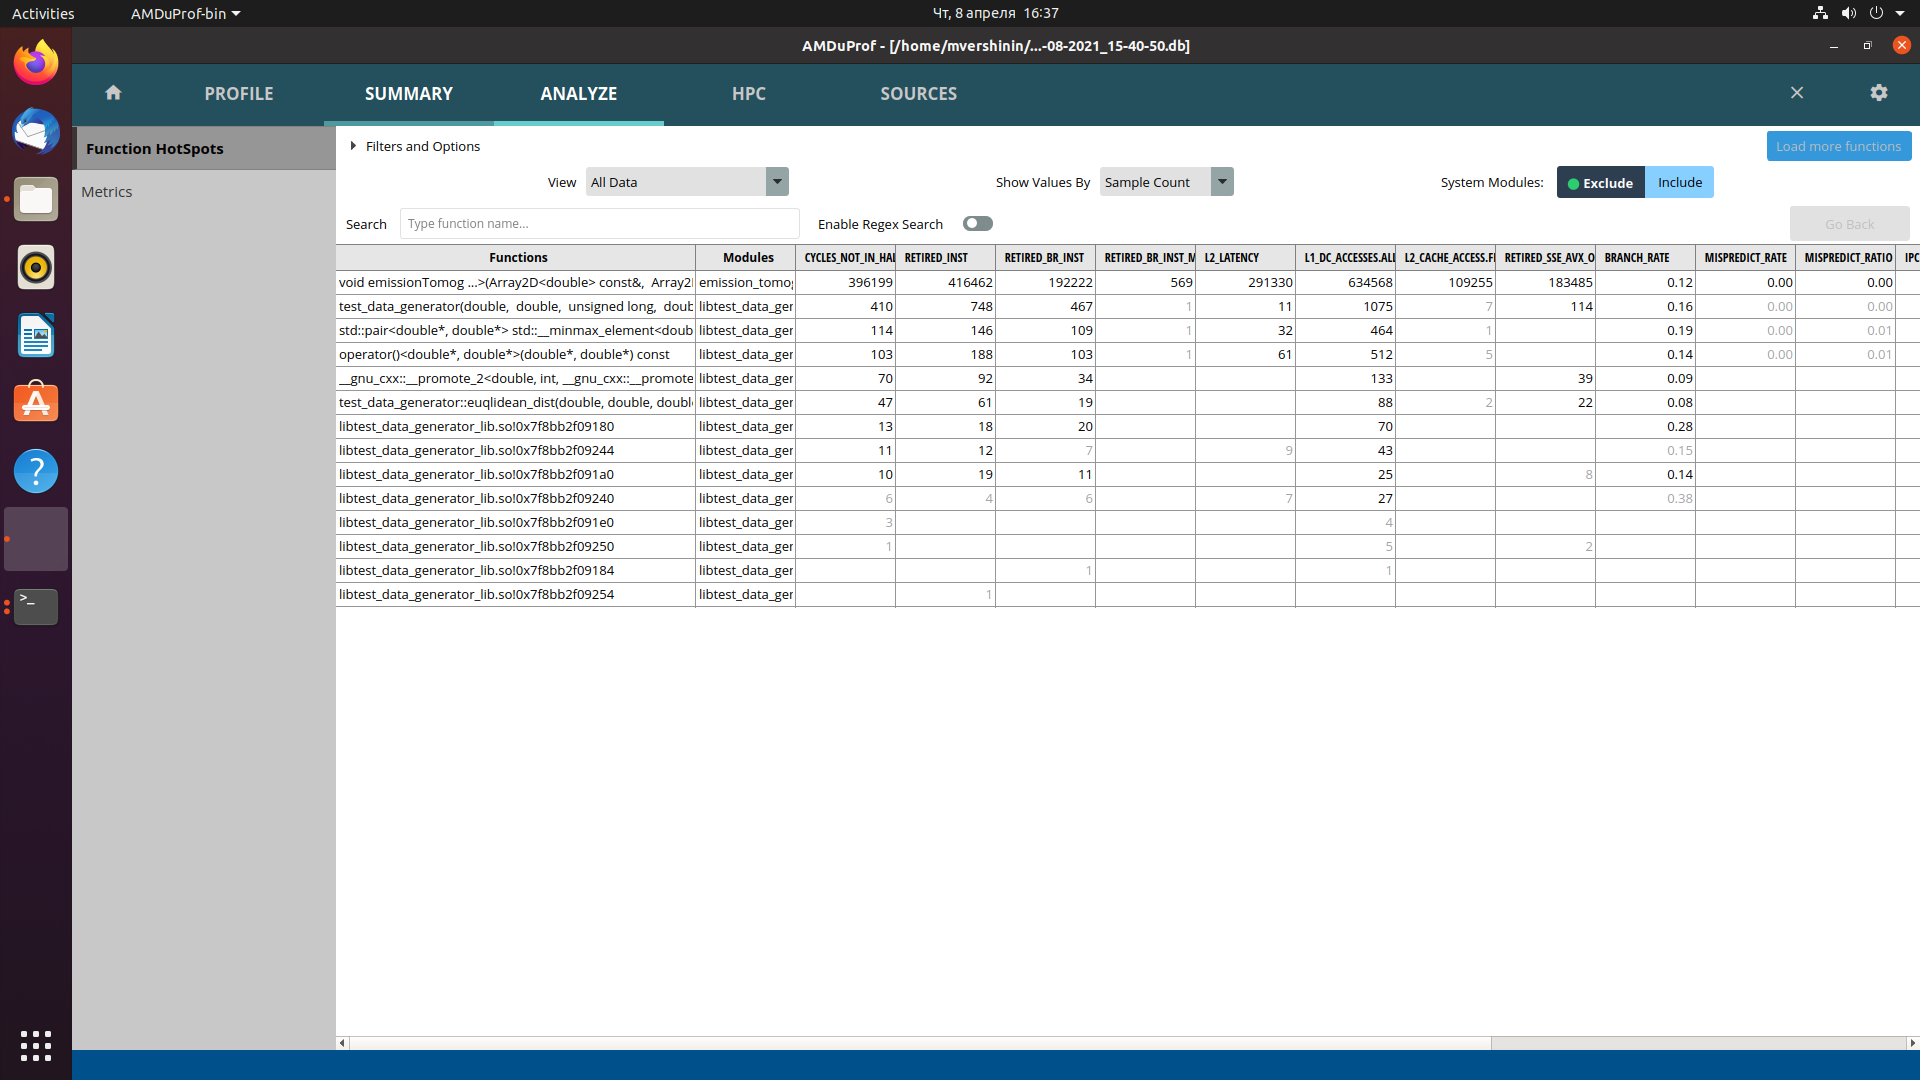 Activities AMDuProf-bin Чт, 8 апреля 16:37
AMDuProf - [/home/mvershinin/...-08-2021_15-40-50.db]
PROFILE SUMMARY ANALYZE HPC SOURCES
Function HotSpots
Metrics
Filters and Options Load more functions
View All Data Show Values By Sample Count System Modules: Exclude Include
Search Type function name... Enable Regex Search Go Back
Functions Modules CYCLES_NOT_IN_HAL RETIRED_INST RETIRED_BR_INST RETIRED_BR_INST_M L2_LATENCY L1_DC_ACCESSES.ALL L2_CACHE_ACCESS.F RETIRED_SSE_AVX_O BRANCH_RATE MISPREDICT_RATE MISPREDICT_RATIO IPC
void emissionTomog ...>(Array2D<double> const&, Array2 emission_tomo 396199 416462 192222 569 291330 634568 109255 183485 0.12 0.00 0.00
test_data_generator(double, double, unsigned long, doub libtest_data_ger 410 748 467 1 11 1075 7 114 0.16 0.00 0.00
std::pair<double*, double*> std::__minmax_element<doub libtest_data_ger 114 146 109 1 32 464 1 0.19 0.00 0.01
operator()<double*, double*>(double*, double*) const libtest_data_ger 103 188 103 1 61 512 5 0.14 0.00 0.01
__gnu_cxx::__promote_2<double, int, __gnu_cxx::__promote libtest_data_ger 70 92 34 133 39 0.09
test_data_generator::euqlidean_dist(double, double, doubl libtest_data_ger 47 61 19 88 2 22 0.08
libtest_data_generator_lib.so!0x7f8bb2f09180 libtest_data_ger 13 18 20 70 0.28
libtest_data_generator_lib.so!0x7f8bb2f09244 libtest_data_ger 11 12 7 9 43 0.15
libtest_data_generator_lib.so!0x7f8bb2f091a0 libtest_data_ger 10 19 11 25 8 0.14
libtest_data_generator_lib.so!0x7f8bb2f09240 libtest_data_ger 6 4 6 7 27 0.38
libtest_data_generator_lib.so!0x7f8bb2f091e0 libtest_data_ger 3 4
libtest_data_generator_lib.so!0x7f8bb2f09250 libtest_data_ger 1 5 2
libtest_data_generator_lib.so!0x7f8bb2f09184 libtest_data_ger 1 1
libtest_data_generator_lib.so!0x7f8bb2f09254 libtest_data_ger 1